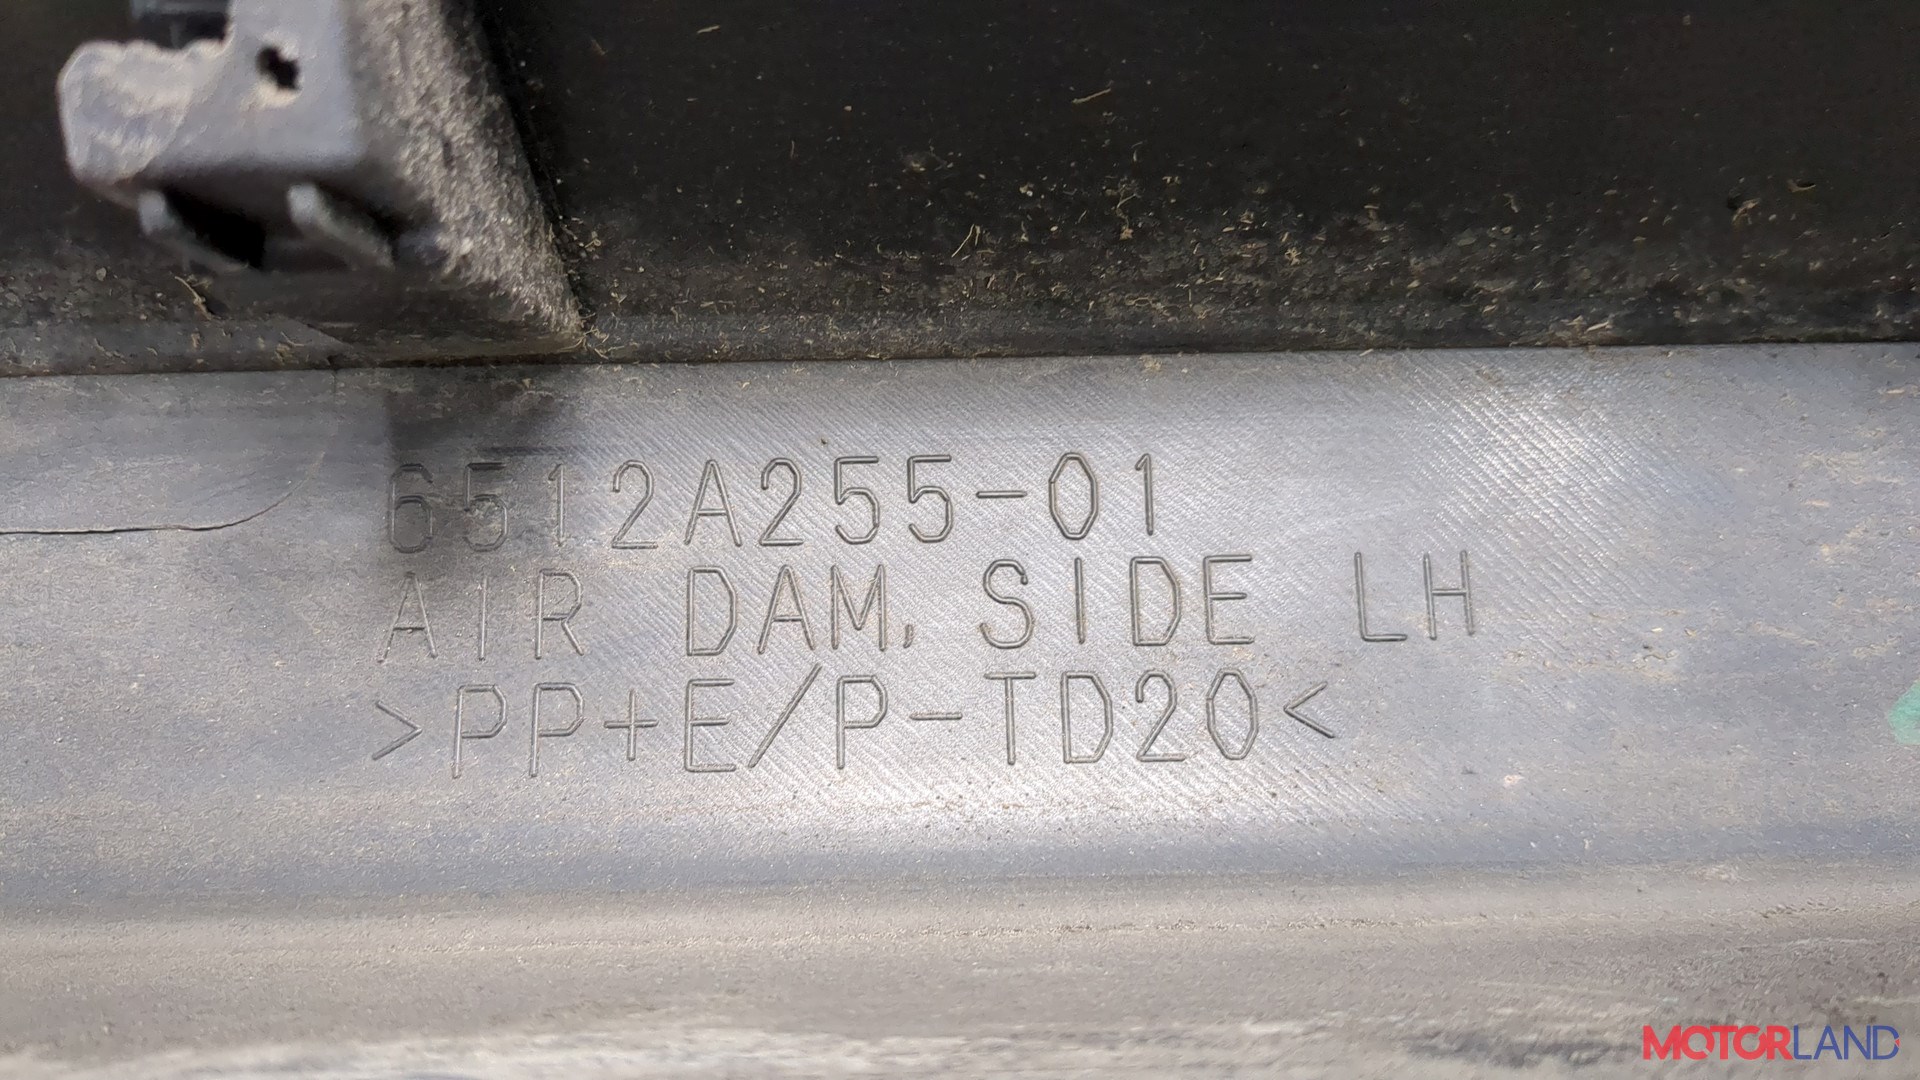 6512A255-01
AIR DAM, SIDE LH
>PP+E/P-TD20<
MOTORLAND